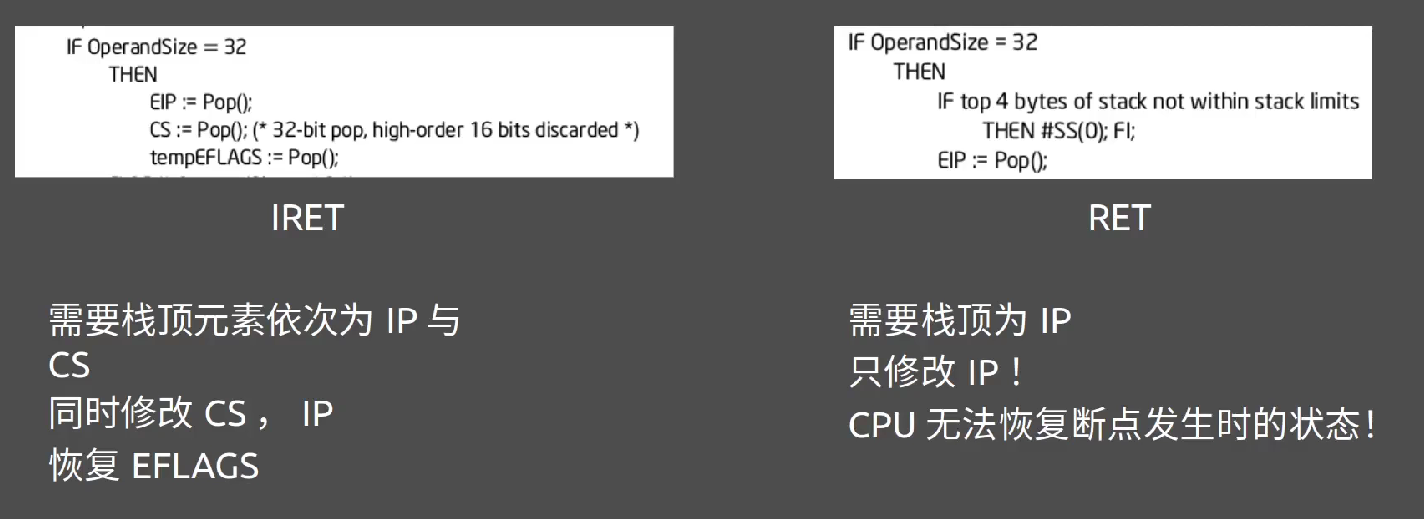 IF OperandSize = 32
THEN
EIP := Pop();
CS := Pop(); (* 32-bit pop, high-order 16 bits discarded *)
tempEFLAGS := Pop();
IRET
需要栈顶元素依次为 IP 与
CS
同时修改 CS ， IP
恢复 EFLAGS
IF OperandSize = 32
THEN
IF top 4 bytes of stack not within stack limits
THEN #SS(0); FI;
EIP := Pop();
RET
需要栈顶为 IP
只修改 IP ！
CPU 无法恢复断点发生时的状态！